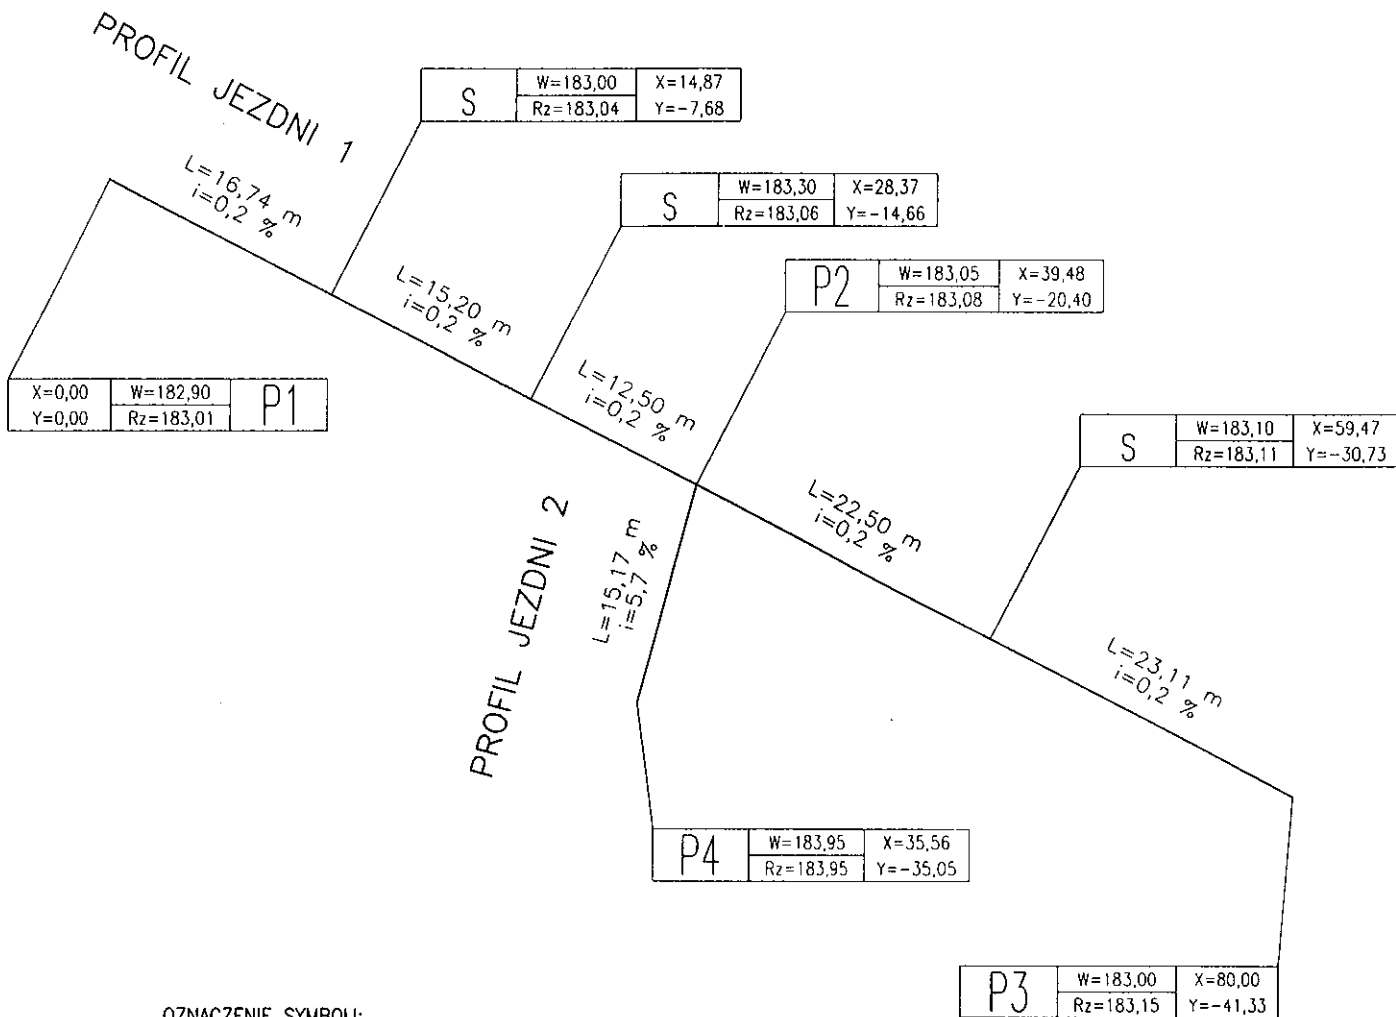 PROFIL JEZDNI 1
S
W=183,00
X=14,87
Rz=183,04
Y=-7,68
L=16,74 m
i=0,2 %
S
W=183,30
X=28,37
Rz=183,06
Y=-14,66
L=15,20 m
i=0,2 %
P2
W=183,05
X=39,48
Rz=183,08
Y=-20,40
X=0,00
W=182,90
P1
Y=0,00
Rz=183,01
L=12,50 m
i=0,2 %
S
W=183,10
X=59,47
Rz=183,11
Y=-30,73
L=22,50 m
i=0,2 %
PROFIL JEZDNI 2
L=15,17 m
i=5,7 %
L=23,11 m
i=0,2 %
P4
W=183,95
X=35,56
Rz=183,95
Y=-35,05
P3
W=183,00
X=80,00
Rz=183,15
Y=-41,33
OZNACZENIE SYMBOLI: